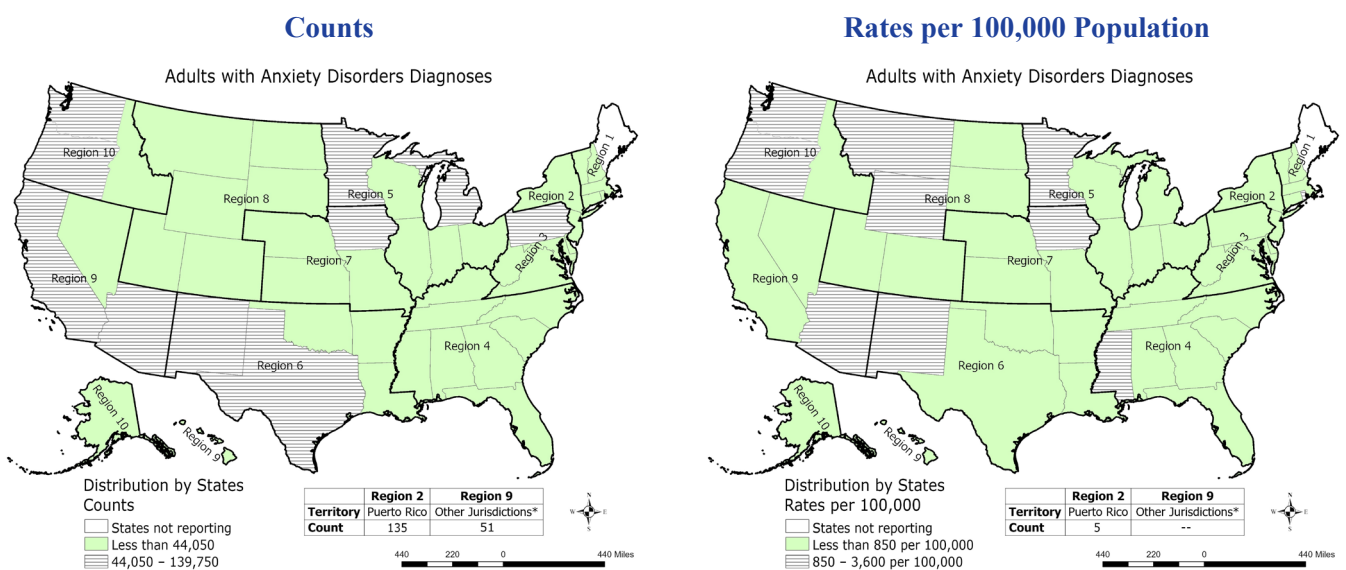 Counts
Adults with Anxiety Disorders Diagnoses
Region 1
Region 10
Region 5
Region 2
Region 8
Region 3
Region 7
Region 9
Region 4
Region 6
Region 10
Region 9
Distribution by States
Counts
States not reporting
Less than 44,050
44,050 – 139,750
Region 2 Region 9
Territory Puerto Rico Other Jurisdictions*
Count 135 51
N
W E
S
440 220 0 440 Miles
Rates per 100,000 Population
Adults with Anxiety Disorders Diagnoses
Region 1
Region 10
Region 5
Region 2
Region 8
Region 3
Region 7
Region 9
Region 4
Region 6
Region 10
Region 9
Distribution by States
Rates per 100,000
States not reporting
Less than 850 per 100,000
850 – 3,600 per 100,000
Region 2 Region 9
Territory Puerto Rico Other Jurisdictions*
Count 5 --
N
W E
S
440 220 0 440 Miles